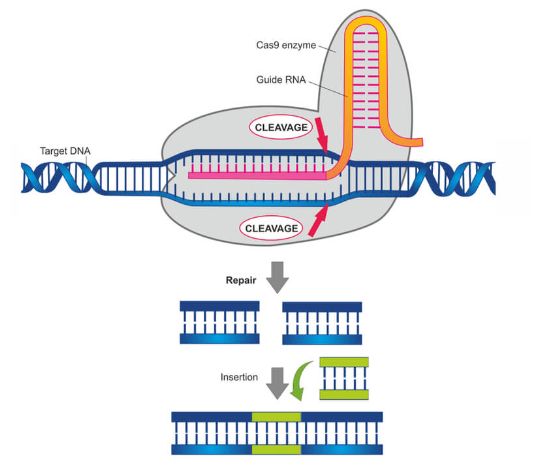 Cas9 enzyme
Guide RNA
CLEAVAGE
Target DNA
CLEAVAGE
Repair
Insertion